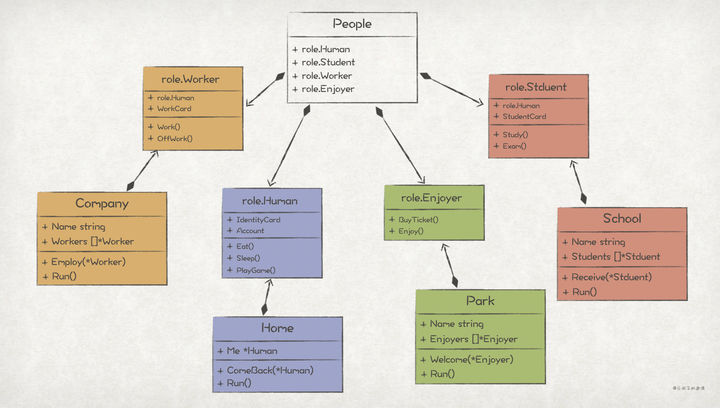 People
+ role.Human
+ role.Student
+ role.Worker
+ role.Enjoyer
role.Worker
+ role.Human
+ WorkCard
+ Work()
+ OffWork()
role.Stduent
+ role.Human
+ StudentCard
+ Study()
+ Exam()
Company
+ Name string
+ Workers []*Worker
+ Employ(*Worker)
+ Run()
role.Human
+ IdentityCard
+ Account
+ Eat()
+ Sleep()
+ PlayGame()
role.Enjoyer
+ BuyTicket()
+ Enjoy()
School
+ Name string
+ Students []*Stduent
+ Receive(*Stduent)
+ Run()
Home
+ Me *Human
+ ComeBack(*Human)
+ Run()
Park
+ Name string
+ Enjoyers []*Enjoyer
+ Welcome(*Enjoyer)
+ Run()